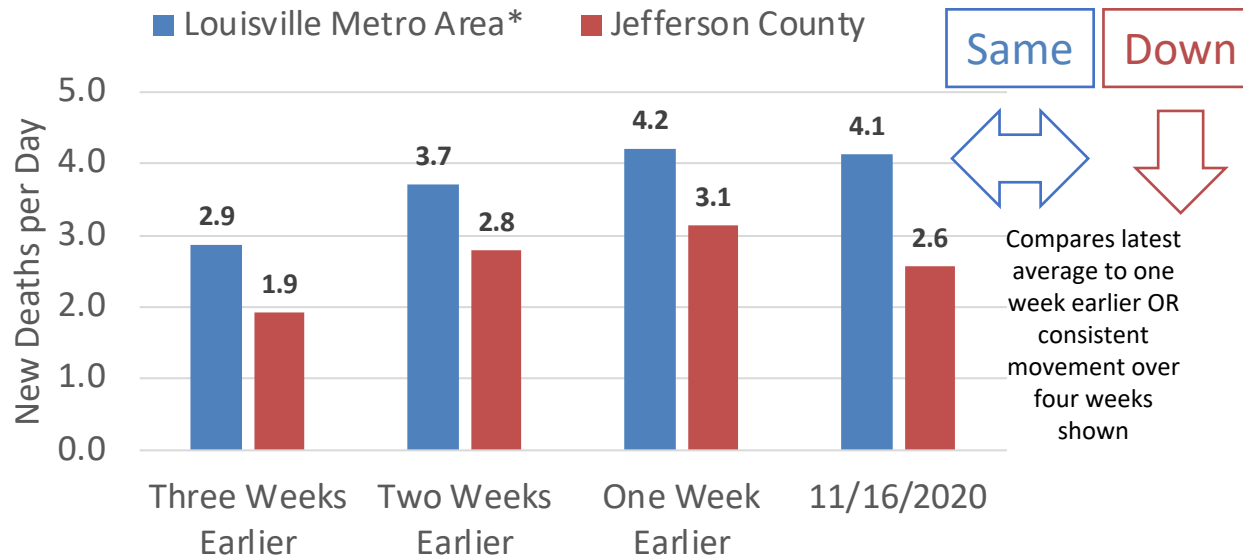 Louisville Metro Area* Jefferson County
Same Down
New Deaths per Day
5.0
4.0
3.0
2.0
1.0
0.0
2.9 1.9
3.7 2.8
4.2 3.1
4.1 2.6
Three Weeks
Earlier
Two Weeks
Earlier
One Week
Earlier
11/16/2020
Compares latest
average to one
week earlier OR
consistent
movement over
four weeks
shown